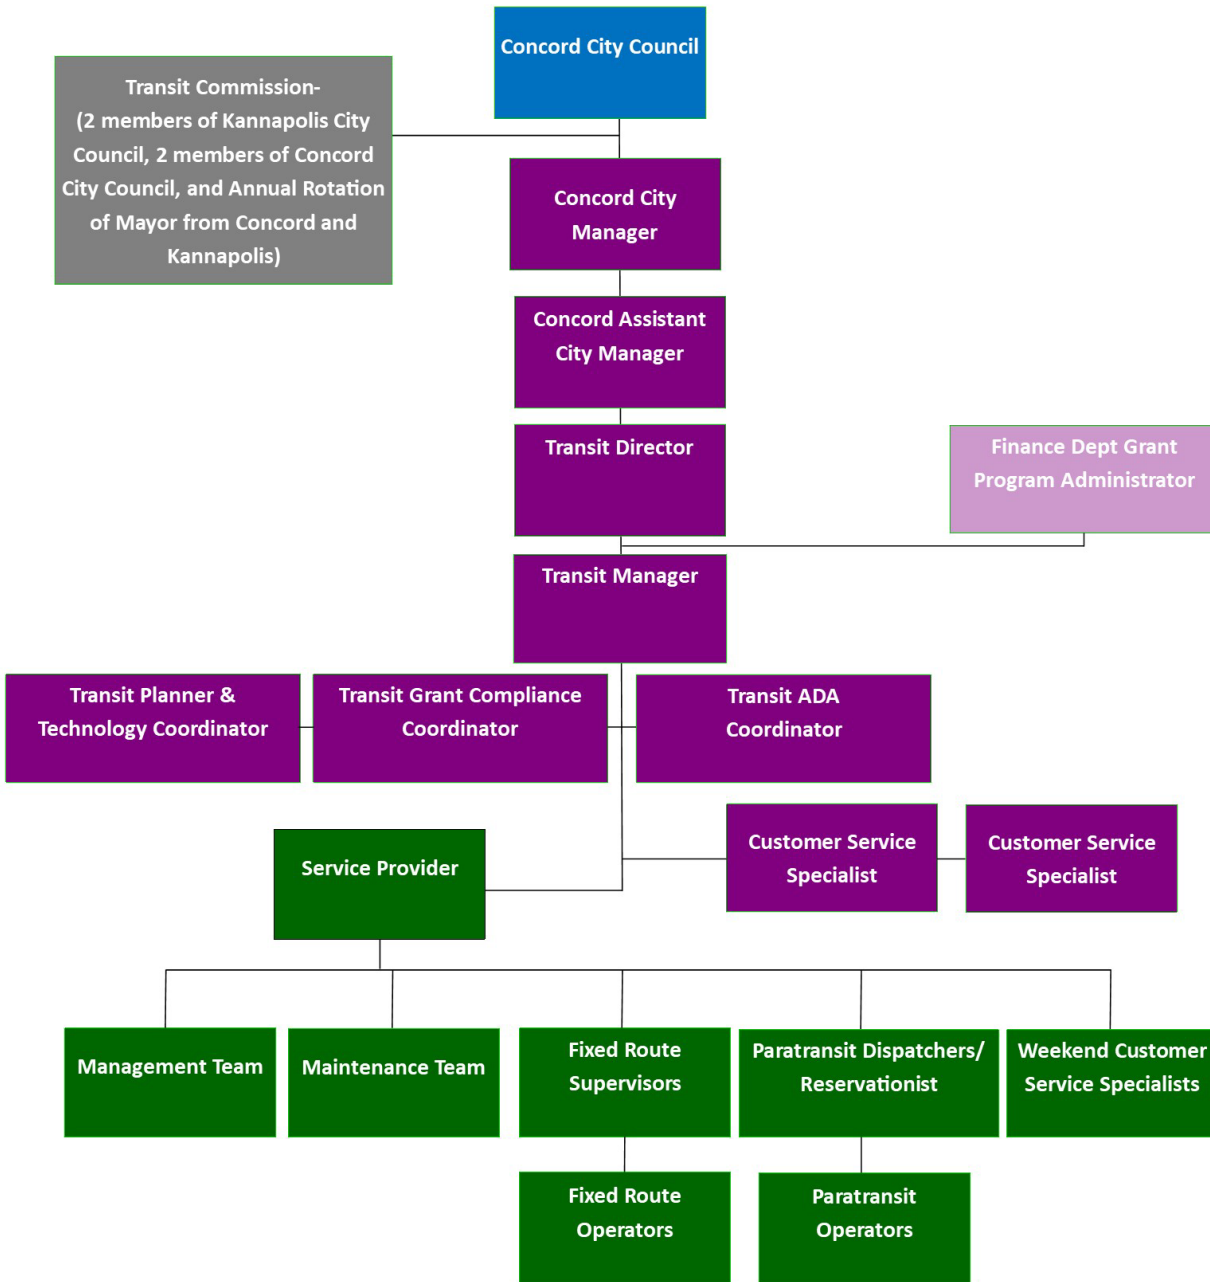 Concord City Council
Transit Commission-
(2 members of Kannapolis City
Council, 2 members of Concord
City Council, and Annual Rotation
of Mayor from Concord and
Kannapolis)
Concord City
Manager
Concord Assistant
City Manager
Transit Director
Finance Dept Grant
Program Administrator
Transit Manager
Transit Planner &
Technology Coordinator
Transit Grant Compliance
Coordinator
Transit ADA
Coordinator
Customer Service
Specialist
Customer Service
Specialist
Service Provider
Management Team
Maintenance Team
Fixed Route
Supervisors
Paratransit Dispatchers/
Reservationist
Weekend Customer
Service Specialists
Fixed Route
Operators
Paratransit
Operators